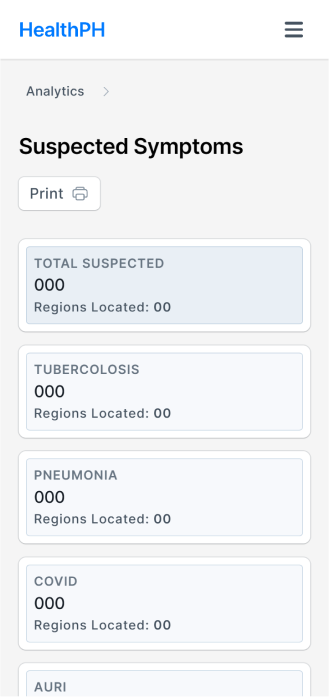 HealthPH
Analytics
Suspected Symptoms
Print
TOTAL SUSPECTED
000
Regions Located: 00
TUBERCOLOSIS
000
Regions Located: 00
PNEUMONIA
000
Regions Located: 00
COVID
000
Regions Located: 00
AURI